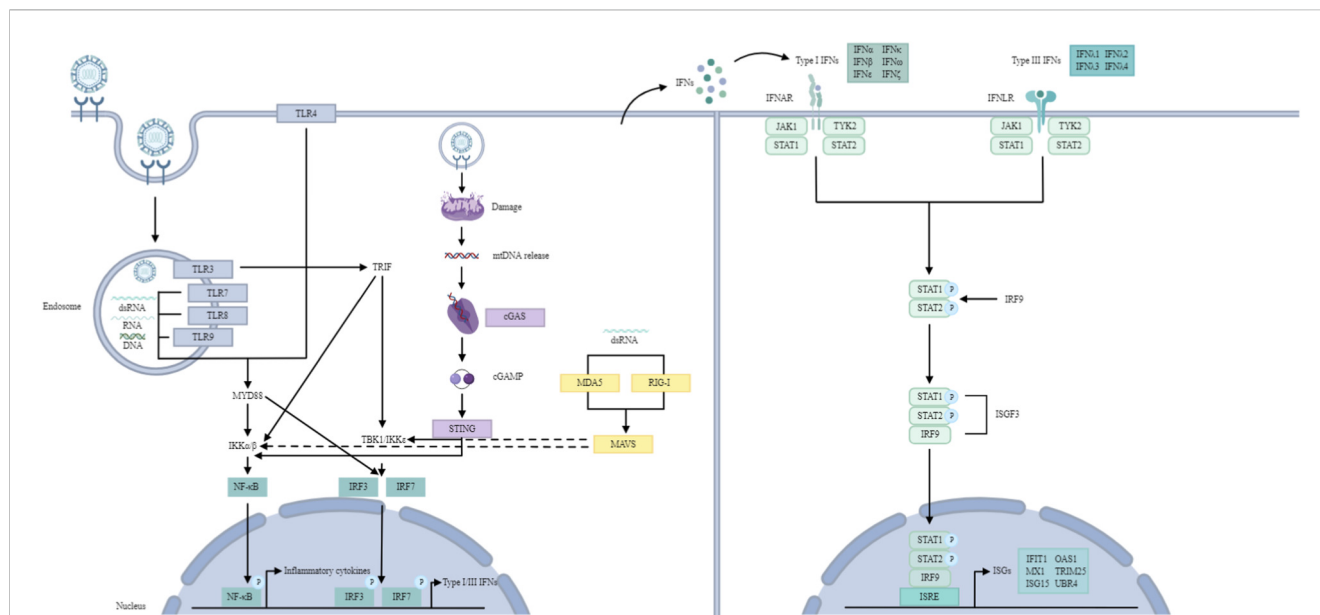 IFNs
Type I IFNs
IFNα IFNκ
IFNβ IFNω
IFNε IFNζ
Type III IFNs
IFNλ1 IFNλ2
IFNλ3 IFNλ4
IFNAR
IFNLR
TLR4
JAK1
TYK2
STAT1
STAT2
JAK1
TYK2
STAT1
STAT2
Damage
mtDNA release
TLR3
TRIF
TLR7
Endosome
dsRNA
TLR8
RNA
TLR9
DNA
cGAS
dsRNA
cGAMP
MDA5
RIG-I
MYD88
STING
IKKα/β
TBK1/IKKε
MAVS
NF-κB
IRF3
IRF7
STAT1 P
STAT2 P
IRF9
STAT1 P
STAT2 P
IRF9
ISGF3
P
Inflammatory cytokines
NF-κB
P
IRF3
P
IRF7
Type I/III IFNs
Nucleus
STAT1 P
STAT2 P
IRF9
ISRE
ISGs
IFIT1 OAS1
MX1 TRIM25
ISG15 UBR4